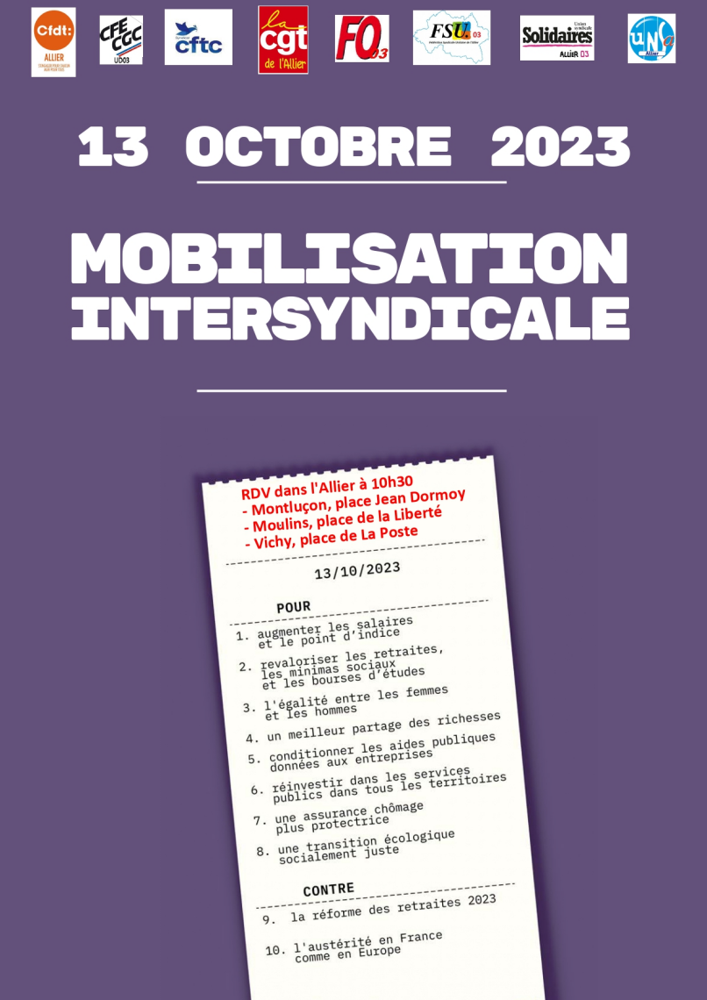 Cfdt:
ALLIER
CFE
CGC
UD03
cftc
la
cgt
de l'Allier
FO
03
FSU 03
Union
syndicale
Solidaires
ALLIER 03
UNSa
Allier
13 OCTOBRE 2023
MOBILISATION
INTERSYNDICALE
RDV dans l'Allier à 10h30
- Montluçon, place Jean Dormoy
- Moulins, place de la Liberté
- Vichy, place de La Poste
13/10/2023
POUR
1. augmenter les salaires
et le point d’indice
2. revaloriser les retraites,
les minimas sociaux
et les bourses d’études
3. l'égalité entre les femmes
et les hommes
4. un meilleur partage des richesses
5. conditionner les aides publiques
données aux entreprises
6. réinvestir dans les services
publics dans tous les territoires
7. une assurance chômage
plus protectrice
8. une transition écologique
socialement juste
CONTRE
9. la réforme des retraites 2023
10. l'austérité en France
comme en Europe